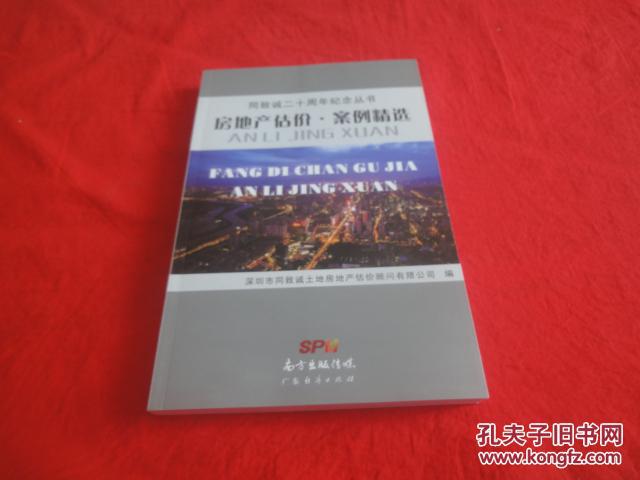 同致诚二十周年纪念丛书
房地产估价·案例精选
AN LI JING XUAN
FANG DI CHAN GU JIA
AN LI JING XUAN
深圳市同致诚土地房地产估价顾问有限公司 编
SPM
南方出版传媒
广东经济出版社
孔夫子旧书网
www.kongfz.com